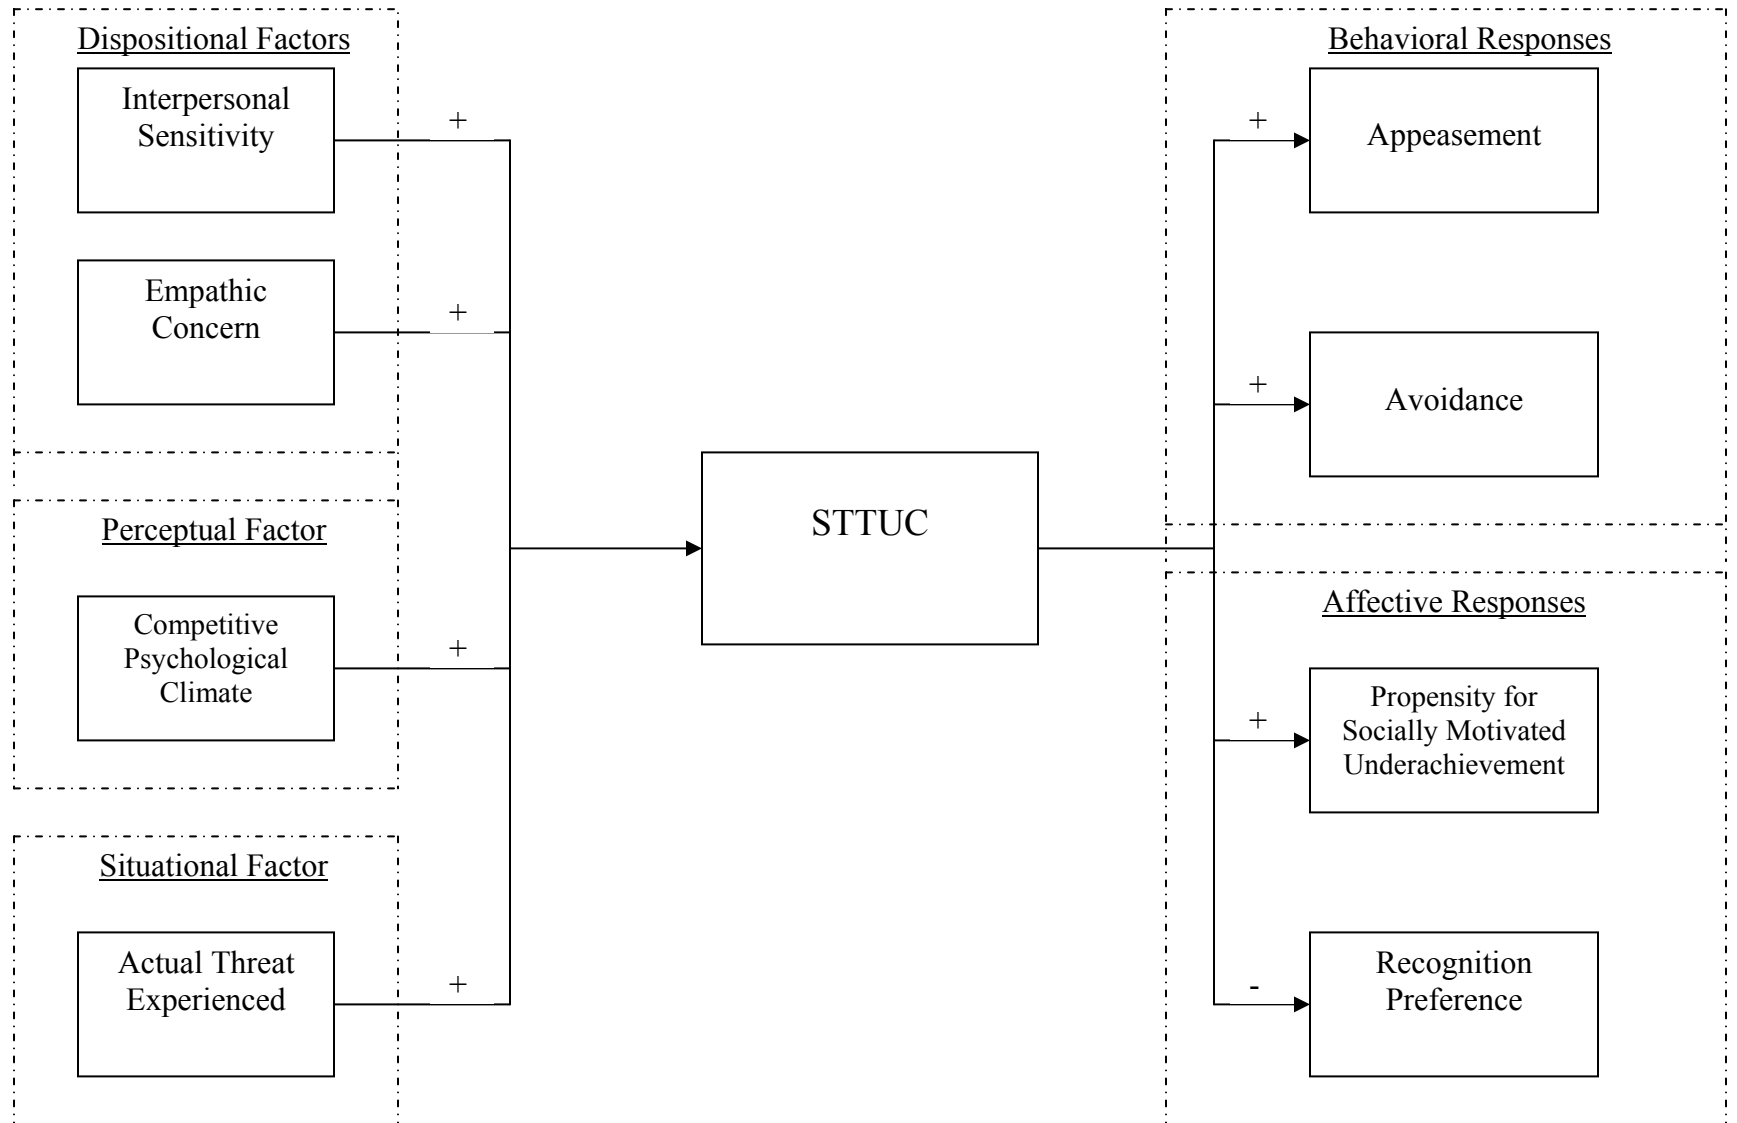 Dispositional Factors
Interpersonal
Sensitivity
+
Empathic
Concern
+
Perceptual Factor
Competitive
Psychological
Climate
+
Situational Factor
Actual Threat
Experienced
+
STTUC
Behavioral Responses
+
Appeasement
+
Avoidance
Affective Responses
+
Propensity for
Socially Motivated
Underachievement
-
Recognition
Preference